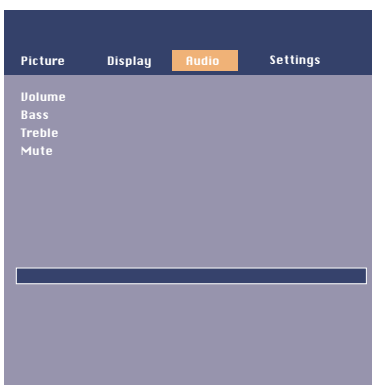 Picture Display Audio Settings
Volume
Bass
Treble
Mute